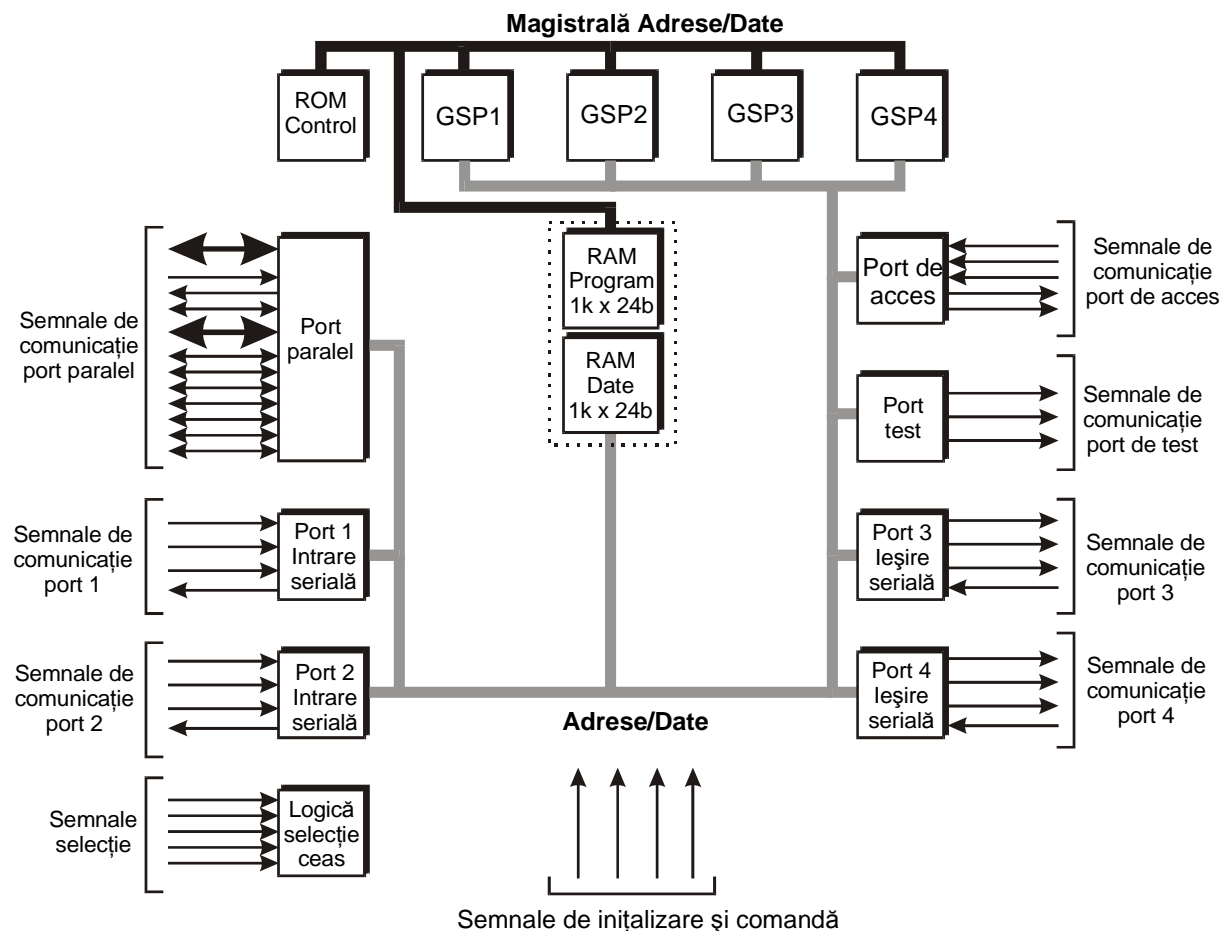 Magistrală Adrese/Date
ROM
Control
GSP1
GSP2
GSP3
GSP4
Semnale de
comunicație
port paralel
Port
paralel
RAM
Program
1k x 24b
RAM
Date
1k x 24b
Port de
acces
Semnale de
comunicație
port de acces
Port
test
Semnale de
comunicație
port de test
Semnale de
comunicație
port 1
Port 1
Intrare
serială
Port 3
Ieşire
serială
Semnale de
comunicație
port 3
Semnale de
comunicație
port 2
Port 2
Intrare
serială
Port 4
Ieşire
serială
Semnale de
comunicație
port 4
Adrese/Date
Semnale
selecție
Logică
selecție
ceas
Semnale de inițalizare şi comandă